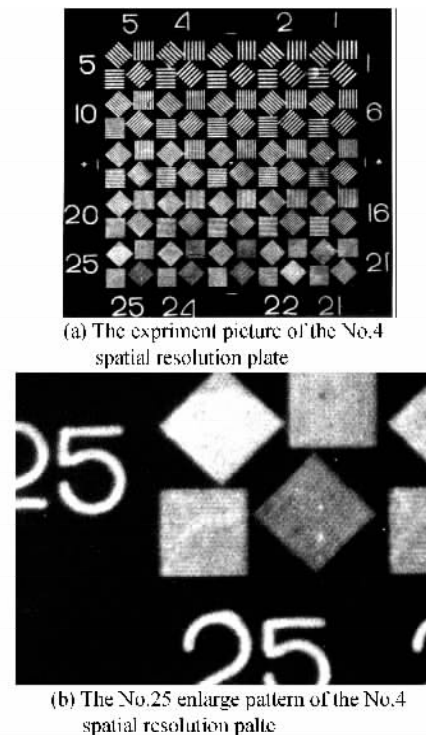 5 4 2 1
5 1
10 6
20 16
25 21
25 24 22 21
(a) The expriment picture of the No.4
spatial resolution plate
25
25
(b) The No.25 enlarge pattern of the No.4
spatial resolution palte